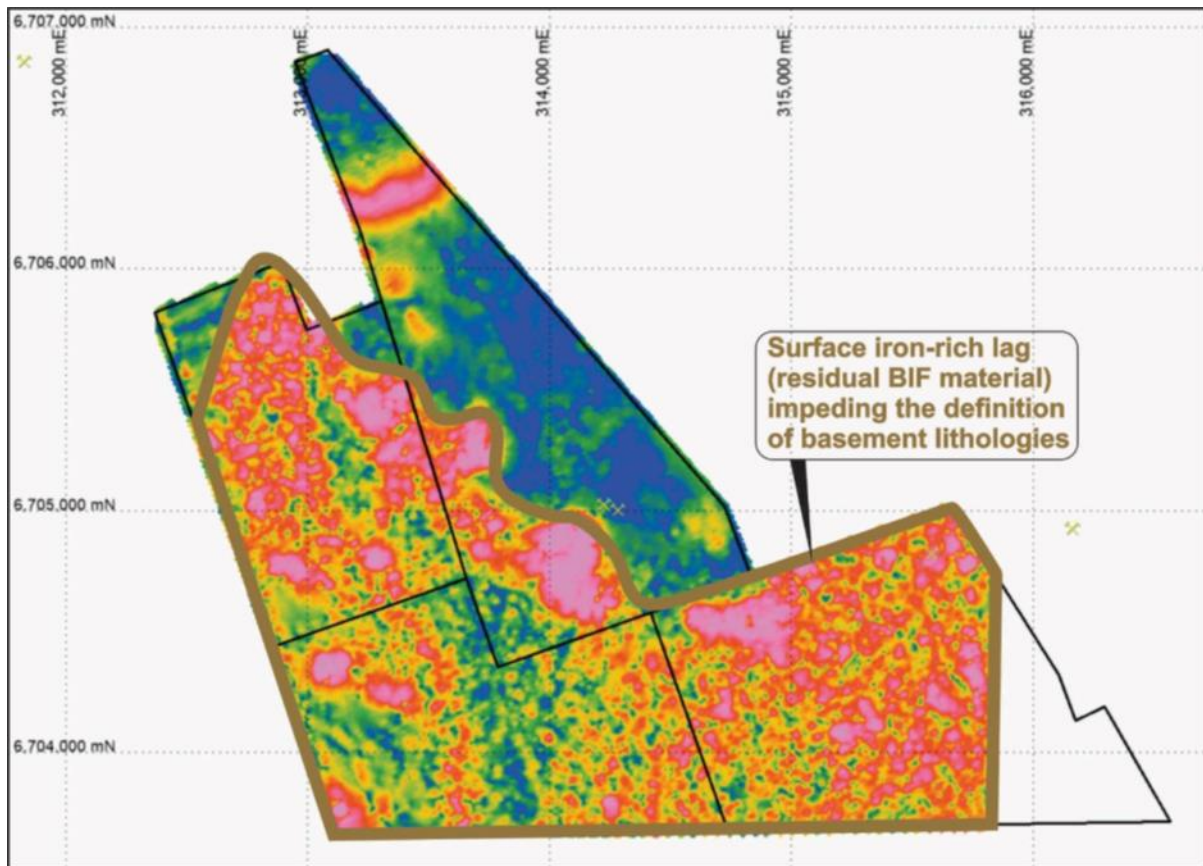 6,707,000 mN
312,000 mE
313,000 mE
314,000 mE
315,000 mE
316,000 mE
6,706,000 mN
Surface iron-rich lag
(residual BIF material)
impeding the definition
of basement lithologies
6,705,000 mN
6,704,000 mN